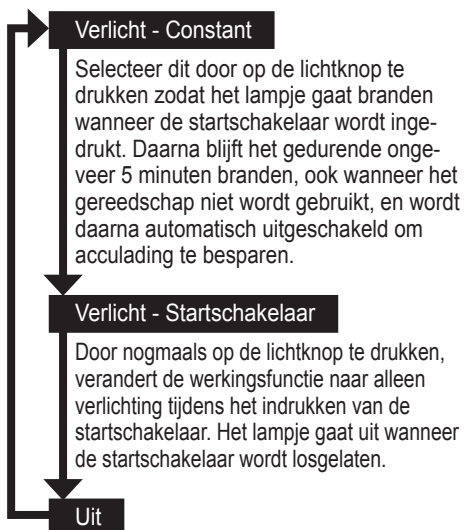 Verlicht - Constant
Selecteer dit door op de lichtknop te
drukken zodat het lampje gaat branden
wanneer de startschakelaar wordt inge-
drukt. Daarna blijft het gedurende onge-
veer 5 minuten branden, ook wanneer het
gereedschap niet wordt gebruikt, en wordt
daarna automatisch uitgeschakeld om
acculading te besparen.
Verlicht - Startschakelaar
Door nogmaals op de lichtknop te drukken,
verandert de werkingsfunctie naar alleen
verlichting tijdens het indrukken van de
startschakelaar. Het lampje gaat uit wanneer
de startschakelaar wordt losgelaten.
Uit